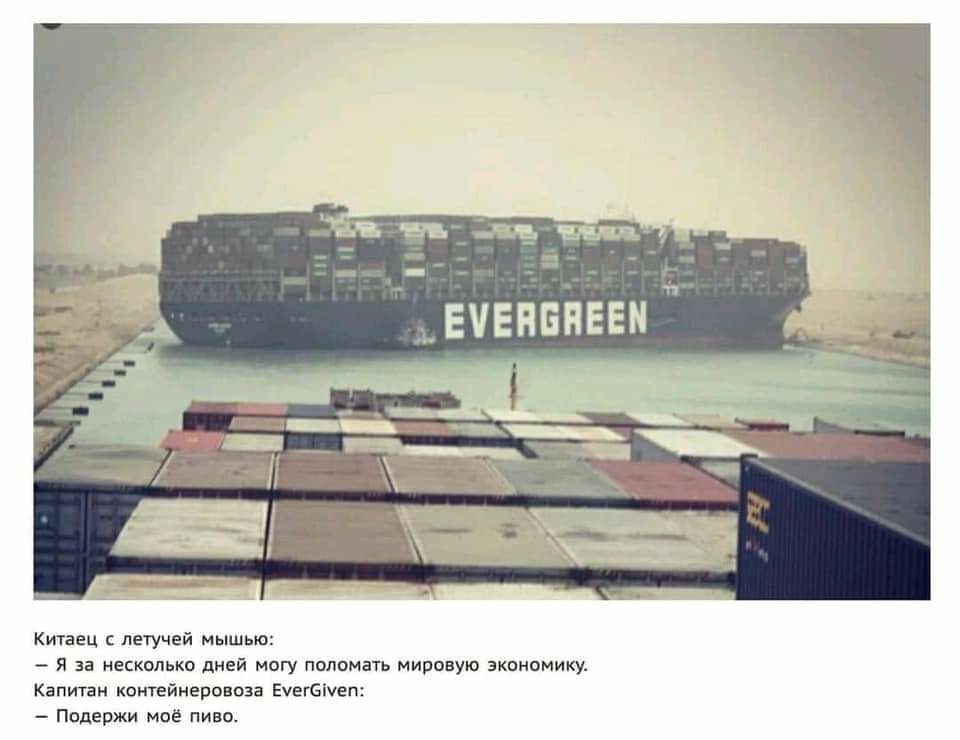 EVERGREEN
Китаец с летучей мышью:
– Я за несколько дней могу поломать мировую экономику.
Капитан контейнеровоза EverGiven:
– Подержи моё пиво.